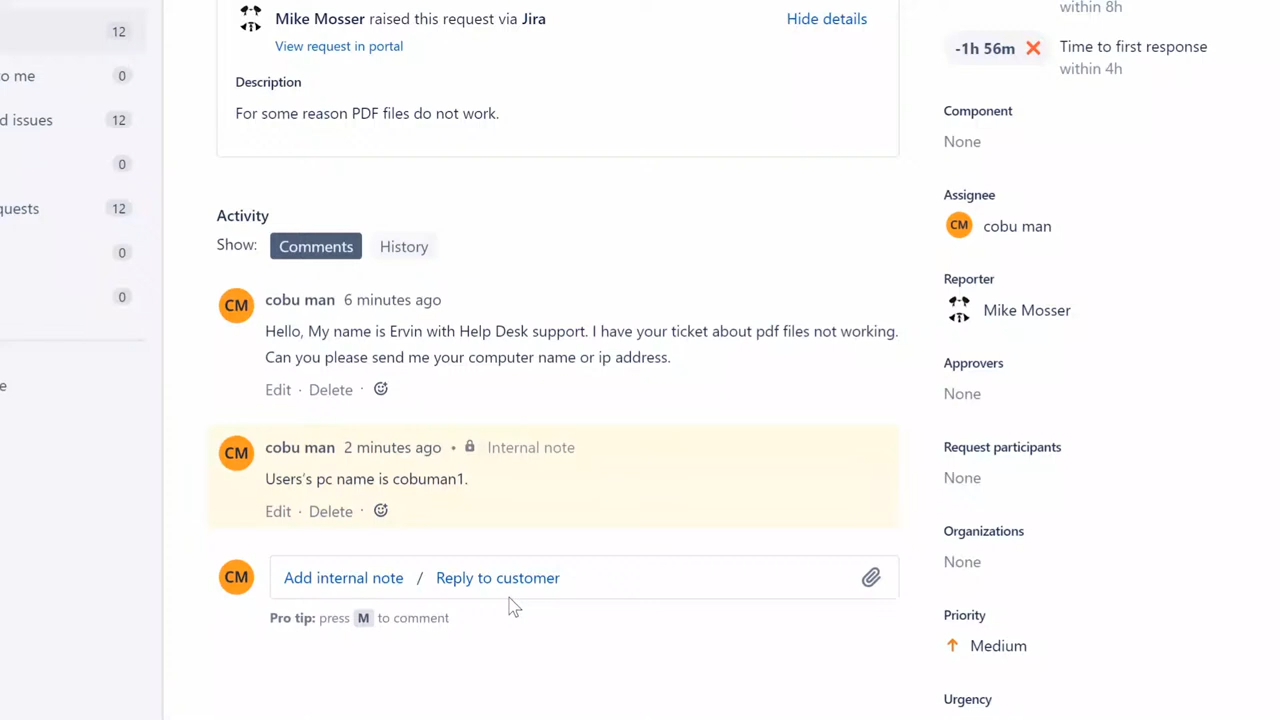 12
o me
0
d issues
12
0
quests
12
0
0
e
Mike Mosser raised this request via Jira
Hide details
View request in portal
Description
For some reason PDF files do not work.
Activity
Show:
Comments
History
CM
cobu man 6 minutes ago
Hello, My name is Ervin with Help Desk support. I have your ticket about pdf files not working.
Can you please send me your computer name or ip address.
Edit · Delete ·
CM
cobu man 2 minutes ago • Internal note
Users's pc name is cobuman1.
Edit · Delete ·
CM
Add internal note / Reply to customer
Pro tip: press M to comment
within 8h
-1h 56m
Time to first response
within 4h
Component
None
Assignee
CM
cobu man
Reporter
Mike Mosser
Approvers
None
Request participants
None
Organizations
None
Priority
Medium
Urgency